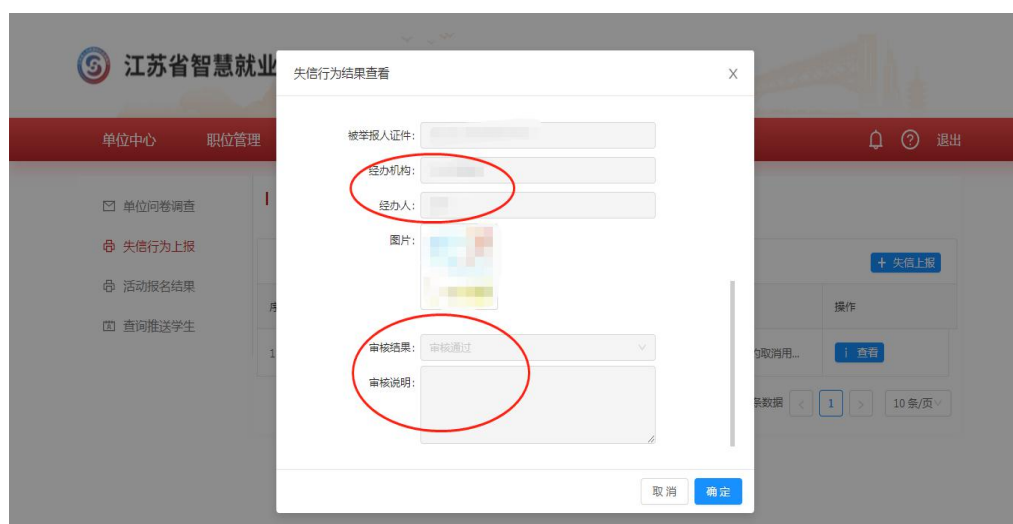 江苏省智慧就业
失信行为结果查看
X
单位中心
职位管理
退出
被举报人证件:
经办机构:
单位问卷调查
经办人:
失信行为上报
图片:
+ 失信上报
活动报名结果
操作
查询推送学生
1
审核结果:
审核通过
取消用...
查看
审核说明:
条数据
<
1
>
10 条/页
取 消
确 定